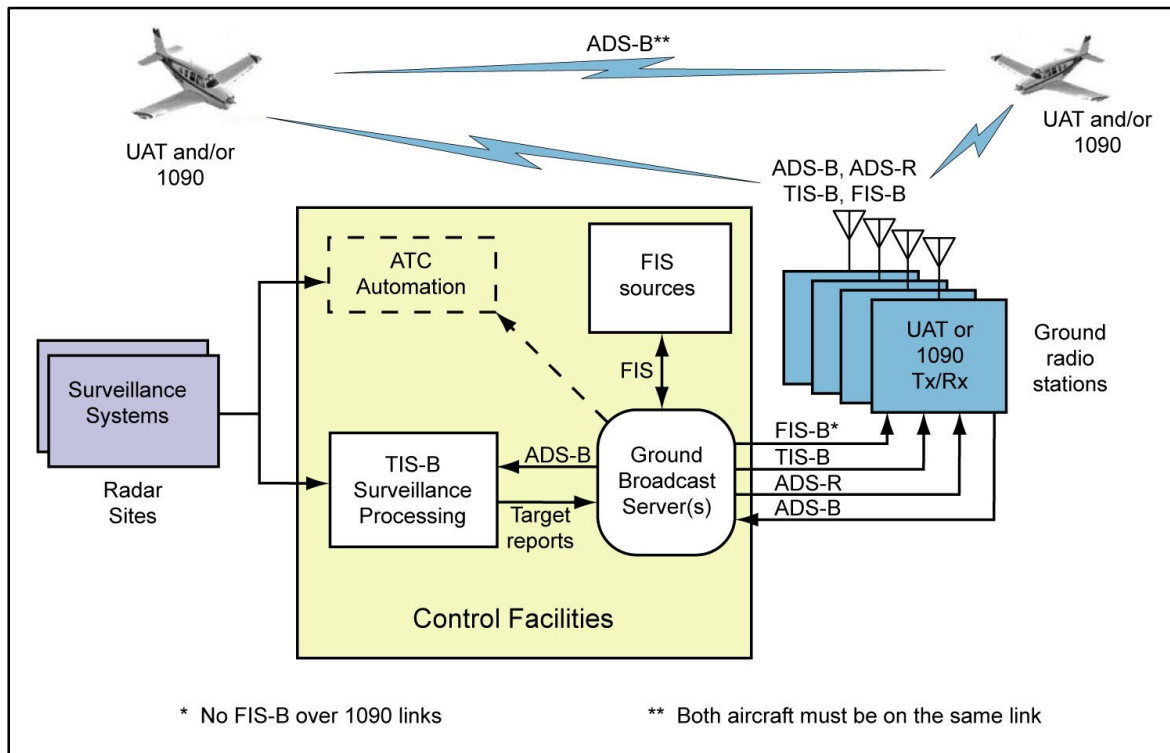 ADS-B**
UAT and/or
1090
UAT and/or
1090
ADS-B, ADS-R
TIS-B, FIS-B
ATC
Automation
FIS
sources
UAT or
1090
Tx/Rx
Ground
radio
stations
Surveillance
Systems
Radar
Sites
FIS
TIS-B
Surveillance
Processing
ADS-B
Target
reports
Ground
Broadcast
Server(s)
FIS-B*
TIS-B
ADS-R
ADS-B
Control Facilities
* No FIS-B over 1090 links
** Both aircraft must be on the same link